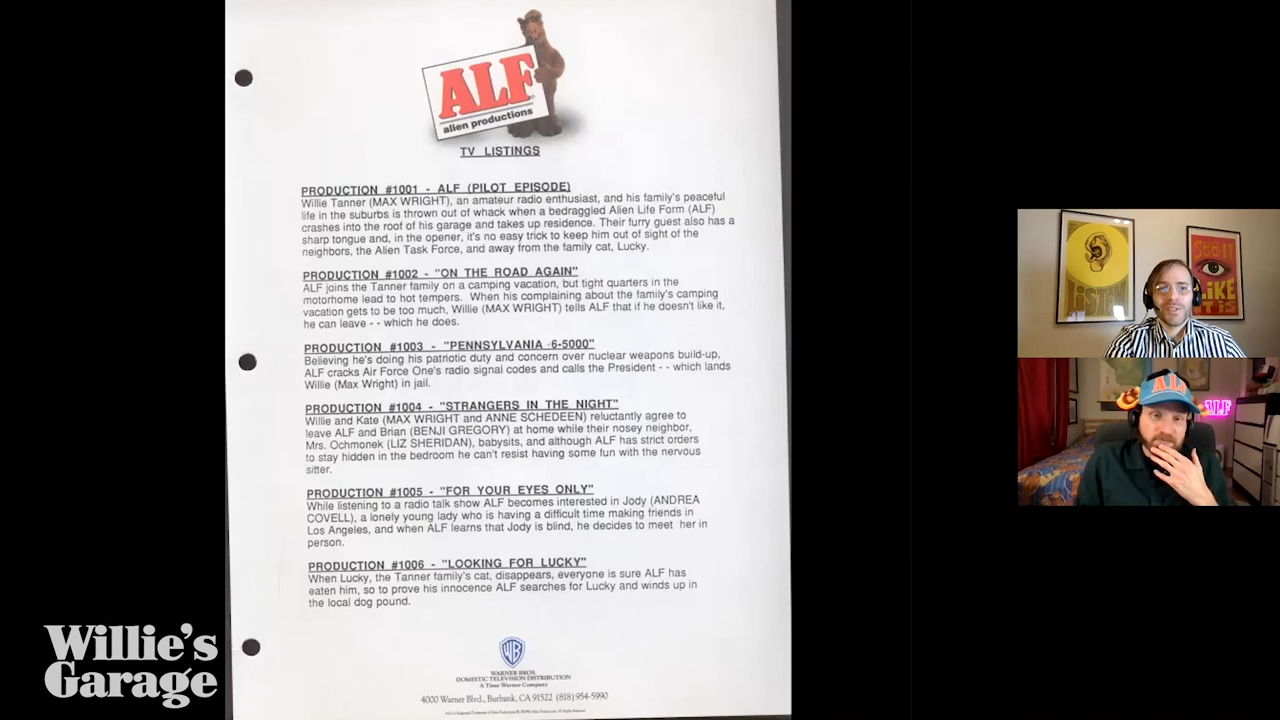 ALF
alien productions
TV LISTINGS
PRODUCTION #1001 - ALF (PILOT EPISODE)
Willie Tanner (MAX WRIGHT), an amateur radio enthusiast, and his family's peaceful
life in the suburbs is thrown out of whack when a bedraggled Alien Life Form (ALF)
crashes into the roof of his garage and takes up residence. Their furry guest also has a
sharp tongue and, in the opener, it's no easy trick to keep him out of sight of the
neighbors, the Alien Task Force, and away from the family cat, Lucky.
PRODUCTION #1002 - "ON THE ROAD AGAIN"
ALF joins the Tanner family on a camping vacation, but tight quarters in the
motorhome lead to hot tempers. When his complaining about the family's camping
vacation gets to be too much, Willie (MAX WRIGHT) tells ALF that if he doesn't like it,
he can leave - - which he does.
PRODUCTION #1003 - "PENNSYLVANIA -6-5000"
Believing he's doing his patriotic duty and concern over nuclear weapons build-up,
ALF cracks Air Force One's radio signal codes and calls the President - - which lands
Willie (Max Wright) in jail.
PRODUCTION #1004 - "STRANGERS IN THE NIGHT"
Willie and Kate (MAX WRIGHT and ANNE SCHEDEEN) reluctantly agree to
leave ALF and Brian (BENJI GREGORY) at home while their nosey neighbor,
Mrs. Ochmonek (LIZ SHERIDAN), babysits, and although ALF has strict orders
to stay hidden in the bedroom he can't resist having some fun with the nervous
sitter.
PRODUCTION #1005 - "FOR YOUR EYES ONLY"
While listening to a radio talk show ALF becomes interested in Jody (ANDREA
COVELL), a lonely young lady who is having a difficult time making friends in
Los Angeles, and when ALF learns that Jody is blind, he decides to meet her in
person.
PRODUCTION #1006 - "LOOKING FOR LUCKY"
When Lucky, the Tanner family's cat, disappears, everyone is sure ALF has
eaten him, so to prove his innocence ALF searches for Lucky and winds up in
the local dog pound.
WB
WARNER BROS.
DOMESTIC TELEVISION DISTRIBUTION
A Time Warner Company
4000 Warner Blvd., Burbank, CA 91522 (818) 954-5990
LISTEN
SEE IT
LIKE
IT IS
ALF
ALF
Willie's
Garage